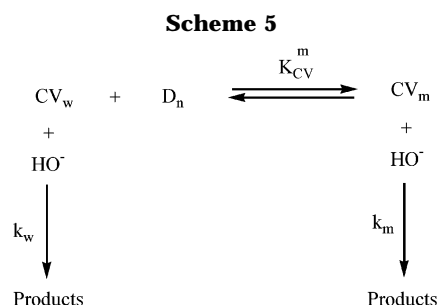 Scheme 5
K_CV^m
CV_w + D_n CV_m
+ +
HO^- HO^-
k_w k_m
Products Products